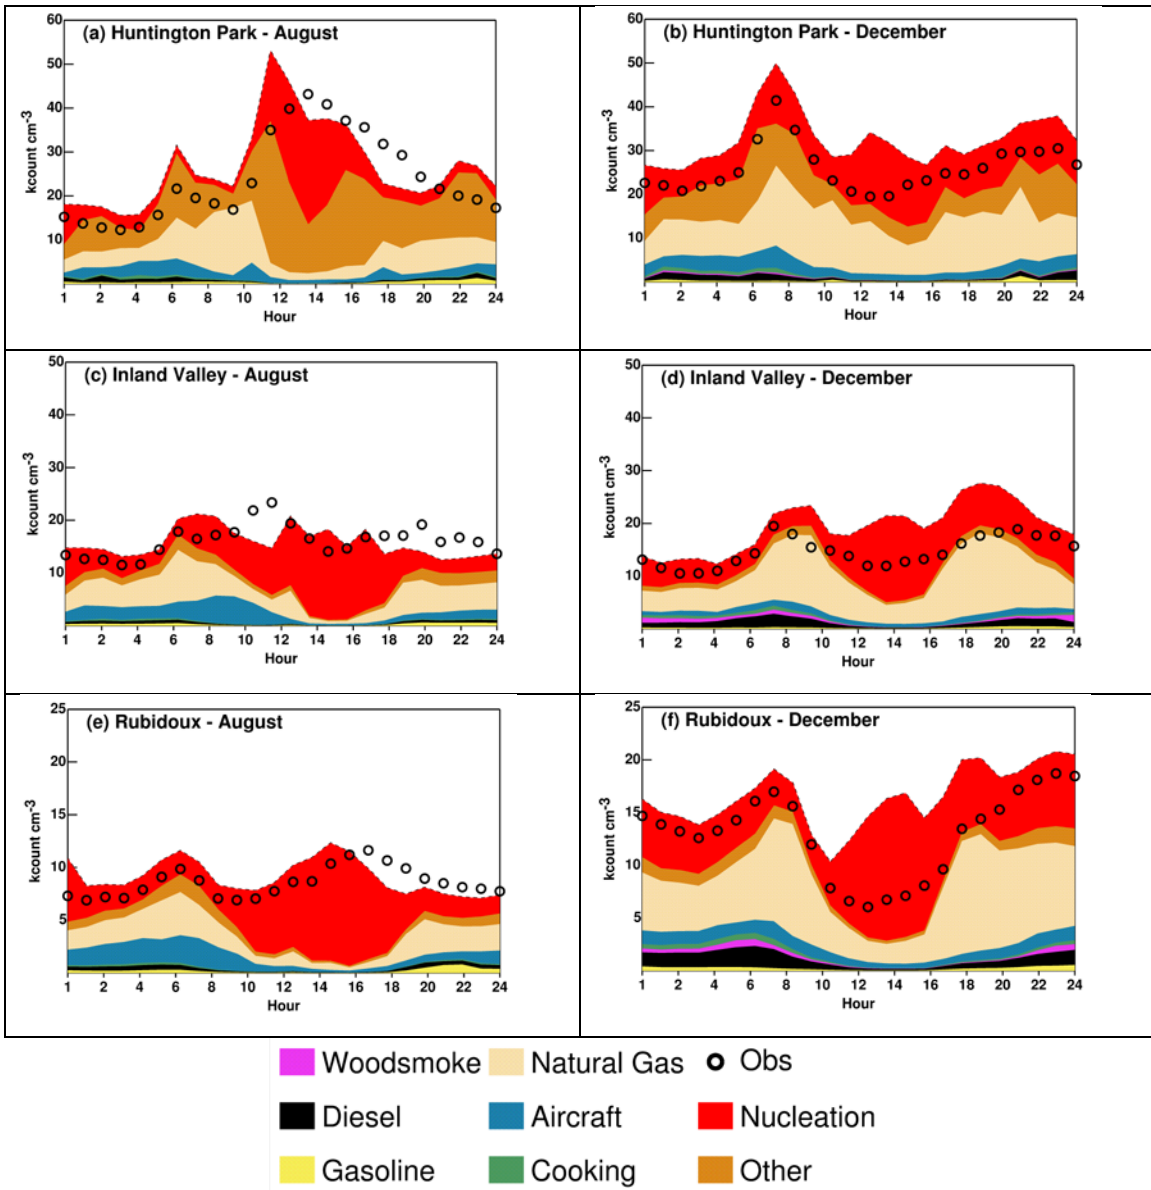 (a) Huntington Park - August
kcount cm-3
60
50
40
30
20
10
1 2 4 6 8 10 12 14 16 18 20 22 24
Hour
(b) Huntington Park - December
kcount cm-3
60
50
40
30
20
10
1 2 4 6 8 10 12 14 16 18 20 22 24
Hour
(c) Inland Valley - August
kcount cm-3
50
40
30
20
10
1 2 4 6 8 10 12 14 16 18 20 22 24
Hour
(d) Inland Valley - December
kcount cm-3
50
40
30
20
10
1 2 4 6 8 10 12 14 16 18 20 22 24
Hour
(e) Rubidoux - August
kcount cm-3
25
20
15
10
5
1 2 4 6 8 10 12 14 16 18 20 22 24
Hour
(f) Rubidoux - December
kcount cm-3
25
20
15
10
5
1 2 4 6 8 10 12 14 16 18 20 22 24
Hour
Woodsmoke Natural Gas Obs
Diesel Aircraft Nucleation
Gasoline Cooking Other